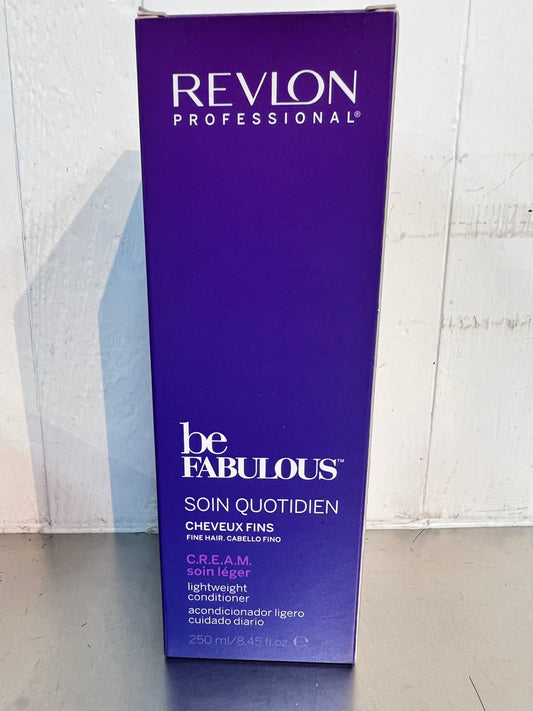 REVLON
PROFESSIONAL®
be
FABULOUS™
SOIN QUOTIDIEN
CHEVEUX FINS
FINE HAIR. CABELLO FINO
C.R.E.A.M.
soin léger
lightweight
conditioner
acondicionador ligero
cuidado diario
250 ml/8.45 fl.oz. ℮